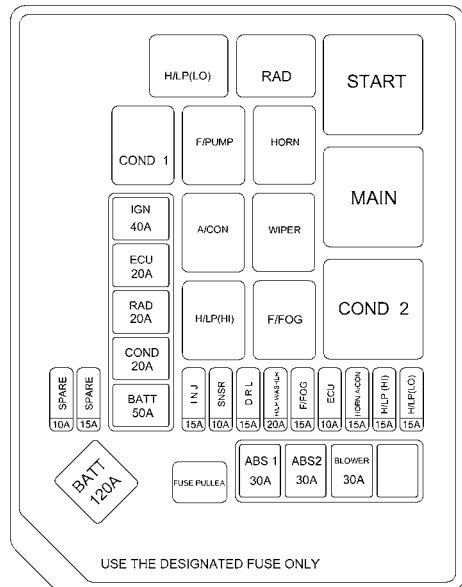 H/LP(LO)
RAD
START
COND 1
F/PUMP
HORN
MAIN
IGN
40A
A/CON
WIPER
ECU
20A
RAD
20A
H/LP(HI)
F/FOG
COND 2
COND
20A
BATT
50A
SPARE
10A
SPARE
15A
I N J
15A
SNSR
10A
D R L
15A
H/LP WASHER
20A
F/FOG
15A
ECU
10A
HORN A/CON
15A
H/LP (HI)
15A
H/LP(LO)
15A
BATT
120A
FUSE PULLEA
ABS 1
30A
ABS2
30A
BLOWER
30A
USE THE DESIGNATED FUSE ONLY